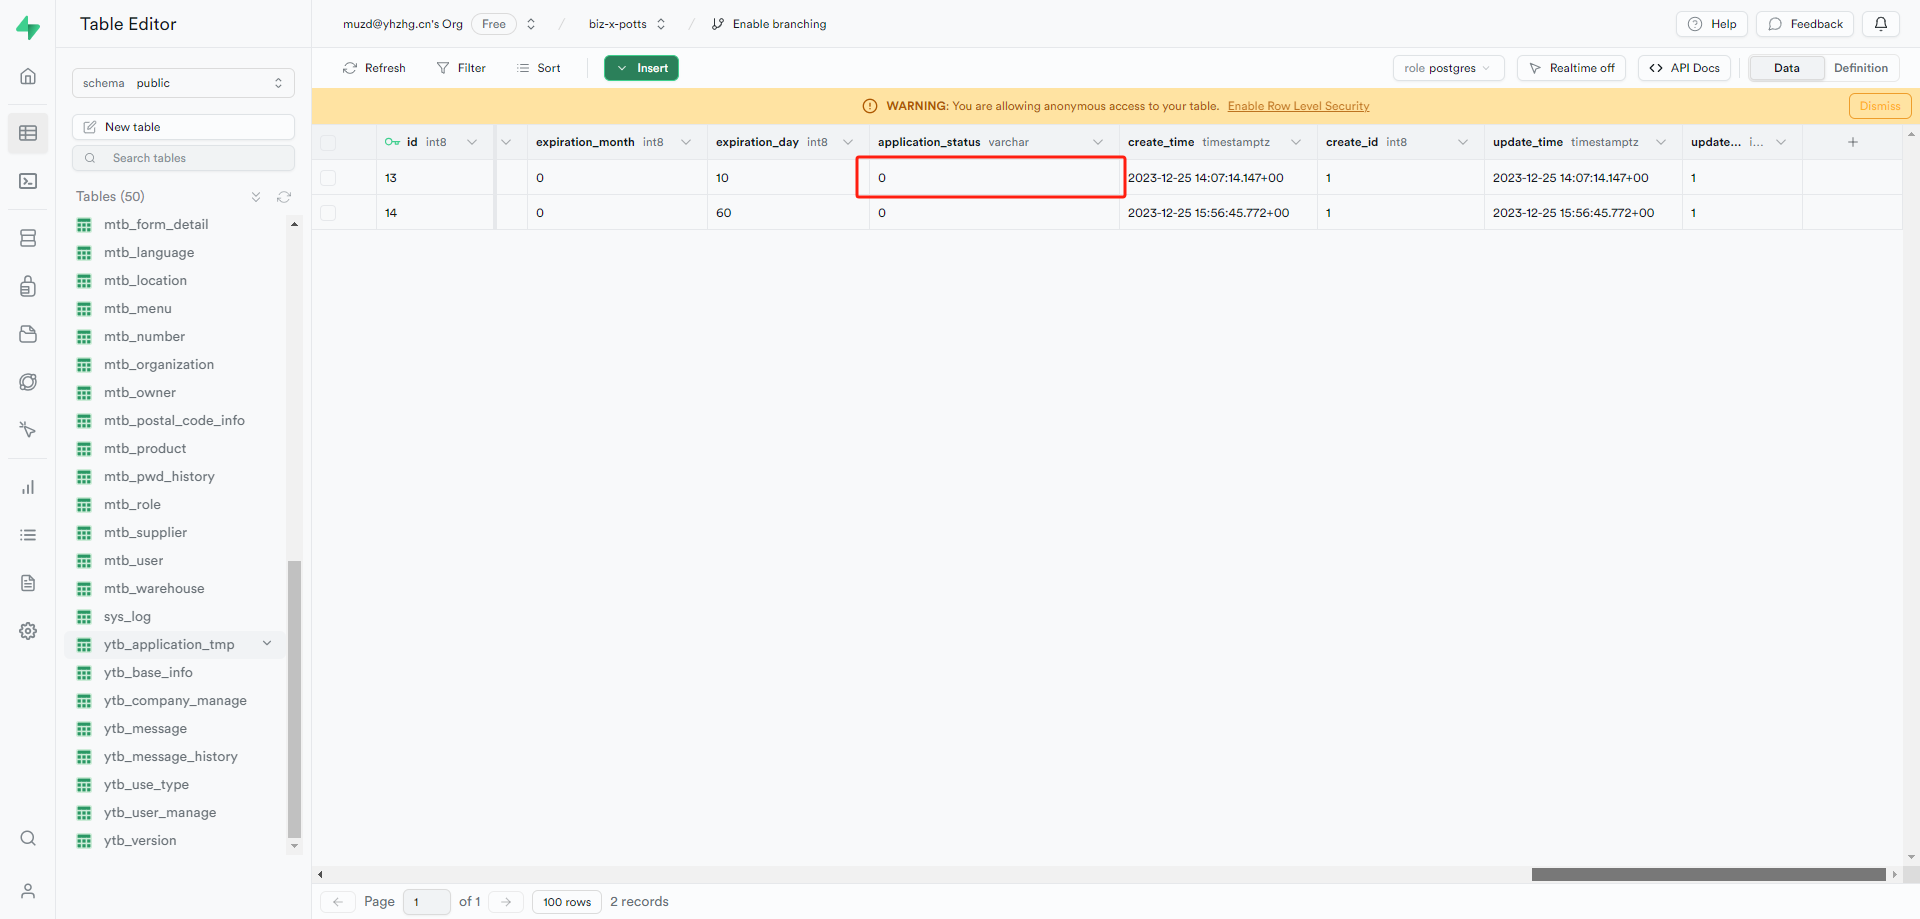 Table Editor
muzd@yhzhg.cn's Org Free / biz-x-potts / Enable branching Help Feedback
schema public
Refresh Filter Sort Insert role postgres Realtime off API Docs Data Definition
WARNING: You are allowing anonymous access to your table. Enable Row Level Security Dismiss
New table
Search tables
Tables (50)
mtb_form_detail
mtb_language
mtb_location
mtb_menu
mtb_number
mtb_organization
mtb_owner
mtb_postal_code_info
mtb_product
mtb_pwd_history
mtb_role
mtb_supplier
mtb_user
mtb_warehouse
sys_log
ytb_application_tmp
ytb_base_info
ytb_company_manage
ytb_message
ytb_message_history
ytb_use_type
ytb_user_manage
ytb_version
id int8 expiration_month int8 expiration_day int8 application_status varchar create_time timestamptz create_id int8 update_time timestamptz update... i... +
13 0 10 0 2023-12-25 14:07:14.147+00 1 2023-12-25 14:07:14.147+00 1
14 0 60 0 2023-12-25 15:56:45.772+00 1 2023-12-25 15:56:45.772+00 1
Page 1 of 1 100 rows 2 records